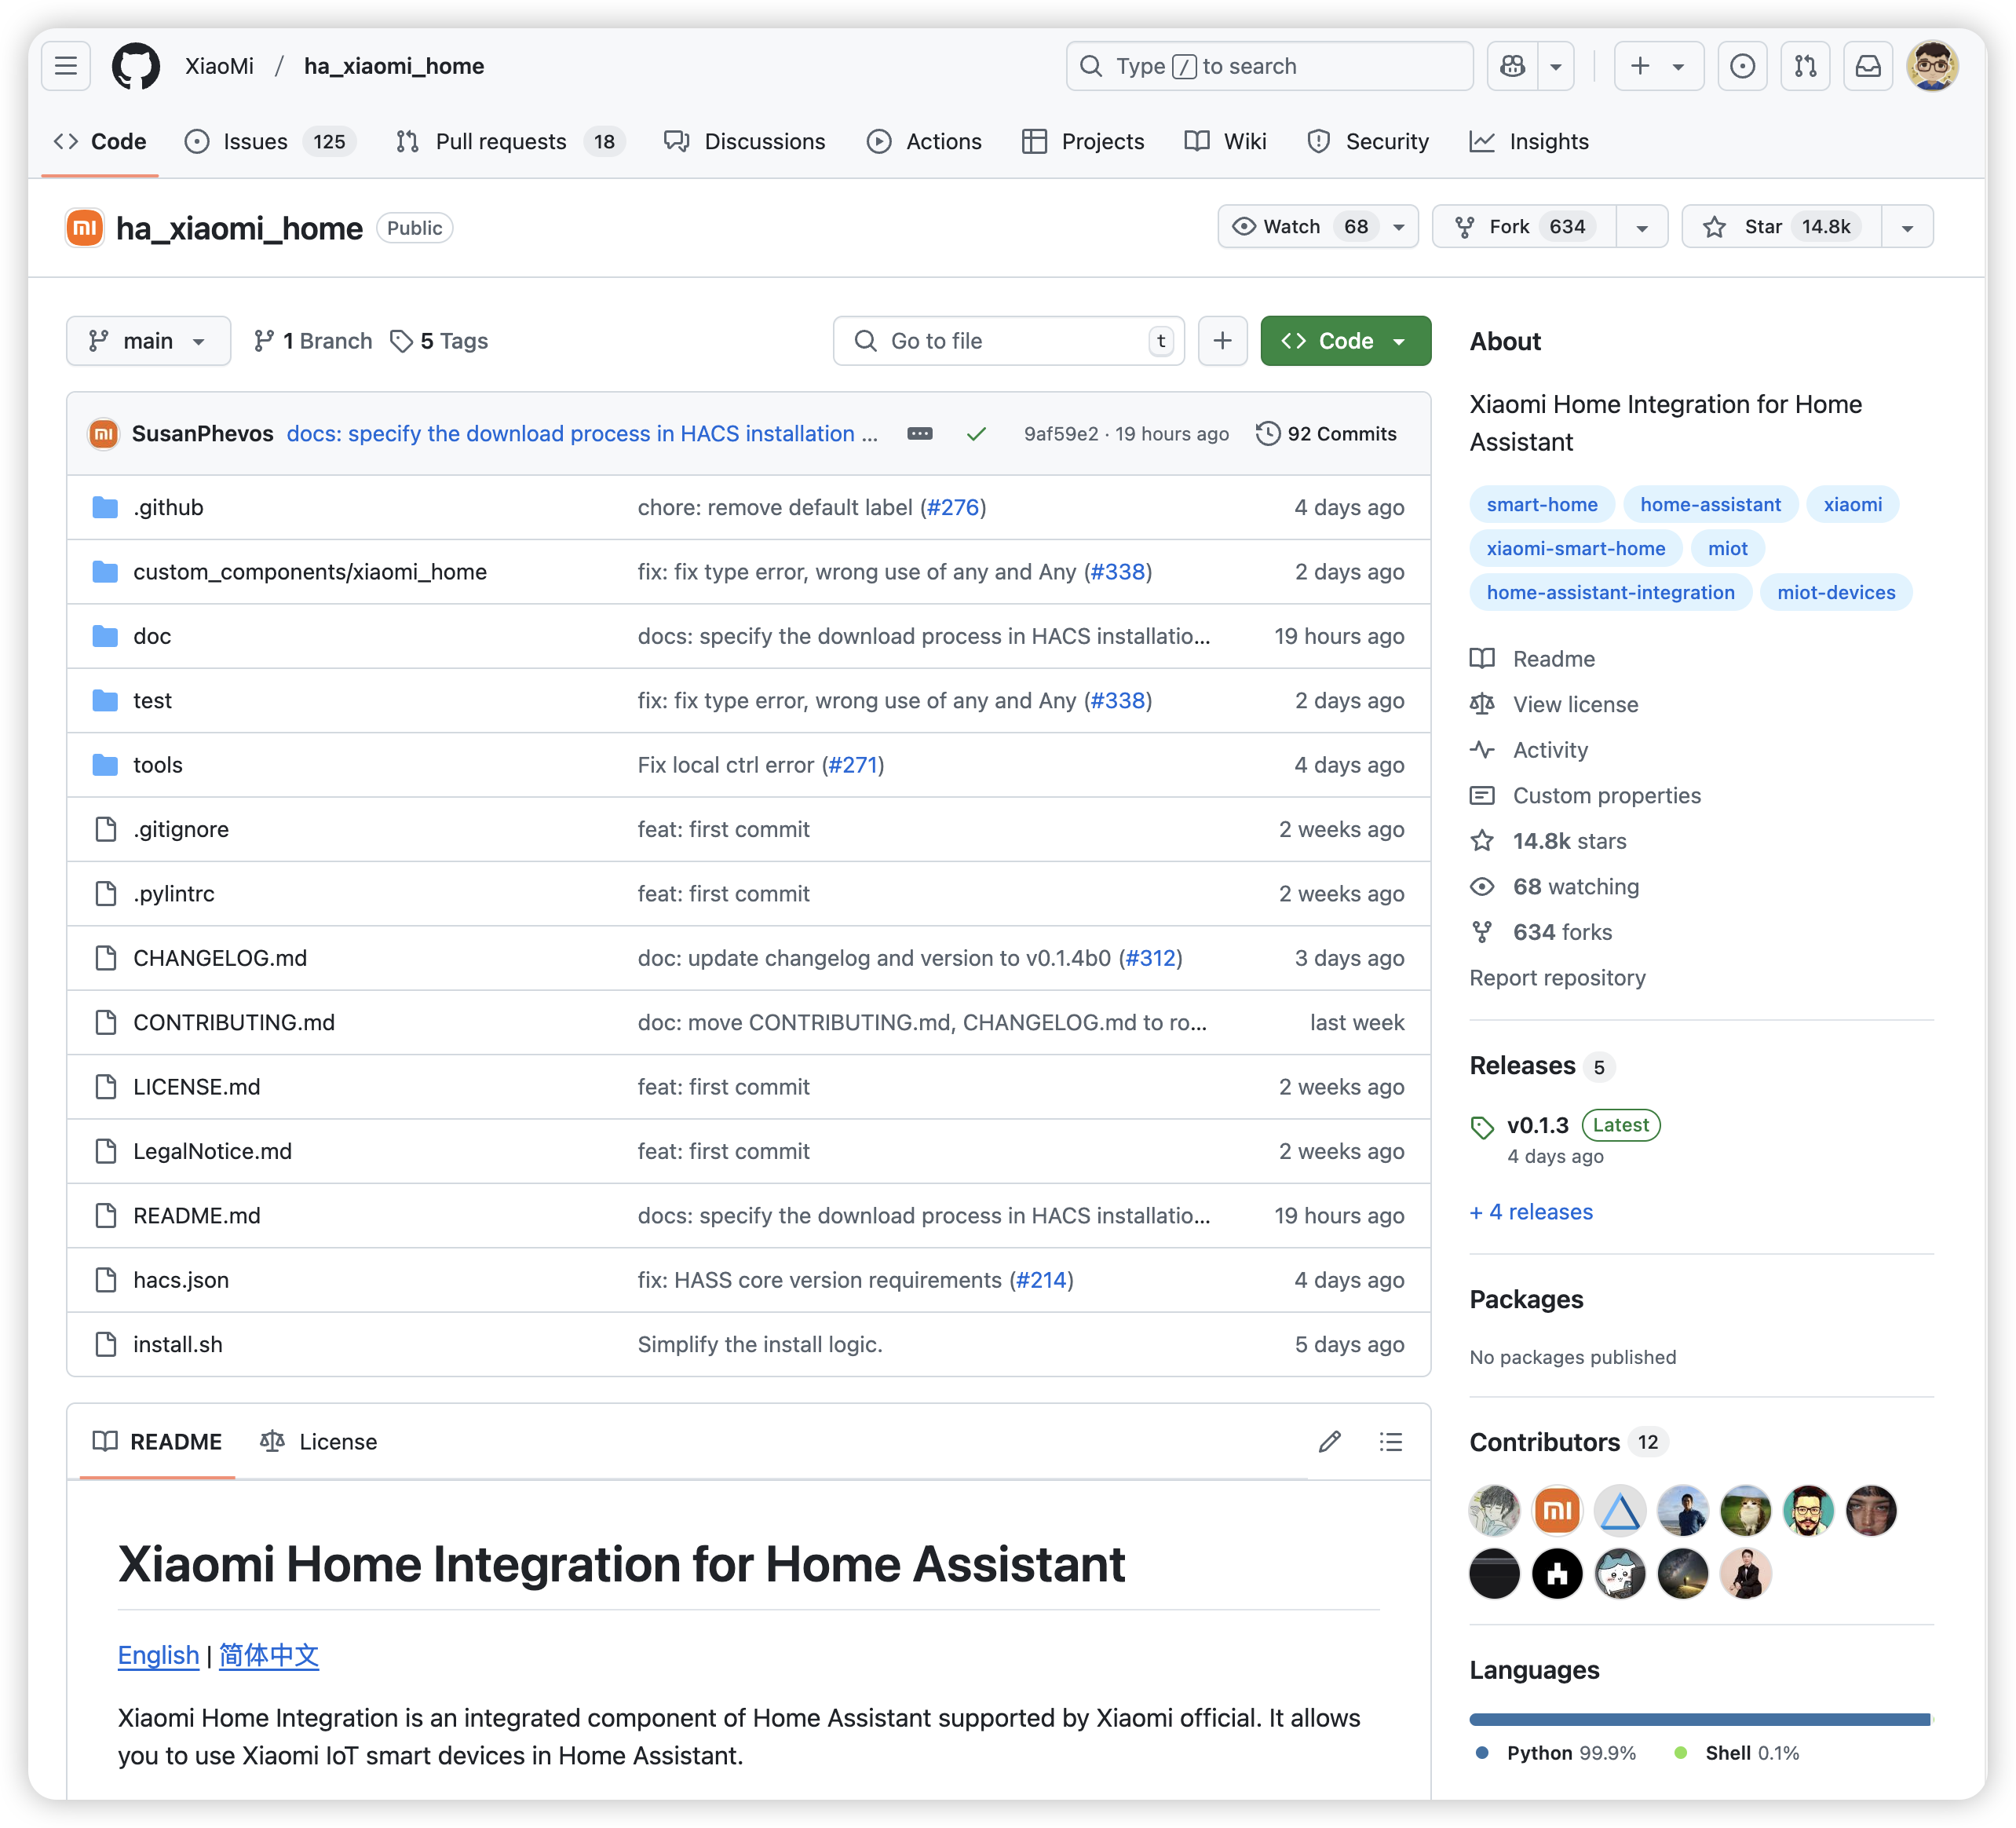 XiaoMi / ha_xiaomi_home
Type / to search
Code
Issues 125
Pull requests 18
Discussions
Actions
Projects
Wiki
Security
Insights
ha_xiaomi_home Public
Watch 68
Fork 634
Star 14.8k
main
1 Branch
5 Tags
Go to file t
Code
SusanPhevos docs: specify the download process in HACS installation ... 9af59e2 · 19 hours ago 92 Commits
.github chore: remove default label (#276) 4 days ago
custom_components/xiaomi_home fix: fix type error, wrong use of any and Any (#338) 2 days ago
doc docs: specify the download process in HACS installatio... 19 hours ago
test fix: fix type error, wrong use of any and Any (#338) 2 days ago
tools Fix local ctrl error (#271) 4 days ago
.gitignore feat: first commit 2 weeks ago
.pylintrc feat: first commit 2 weeks ago
CHANGELOG.md doc: update changelog and version to v0.1.4b0 (#312) 3 days ago
CONTRIBUTING.md doc: move CONTRIBUTING.md, CHANGELOG.md to ro... last week
LICENSE.md feat: first commit 2 weeks ago
LegalNotice.md feat: first commit 2 weeks ago
README.md docs: specify the download process in HACS installatio... 19 hours ago
hacs.json fix: HASS core version requirements (#214) 4 days ago
install.sh Simplify the install logic. 5 days ago
README
License
Xiaomi Home Integration for Home Assistant
English | 简体中文
Xiaomi Home Integration is an integrated component of Home Assistant supported by Xiaomi official. It allows
you to use Xiaomi IoT smart devices in Home Assistant.
About
Xiaomi Home Integration for Home
Assistant
smart-home home-assistant xiaomi
xiaomi-smart-home miot
home-assistant-integration miot-devices
Readme
View license
Activity
Custom properties
14.8k stars
68 watching
634 forks
Report repository
Releases 5
v0.1.3 Latest
4 days ago
+ 4 releases
Packages
No packages published
Contributors 12
Languages
Python 99.9% Shell 0.1%